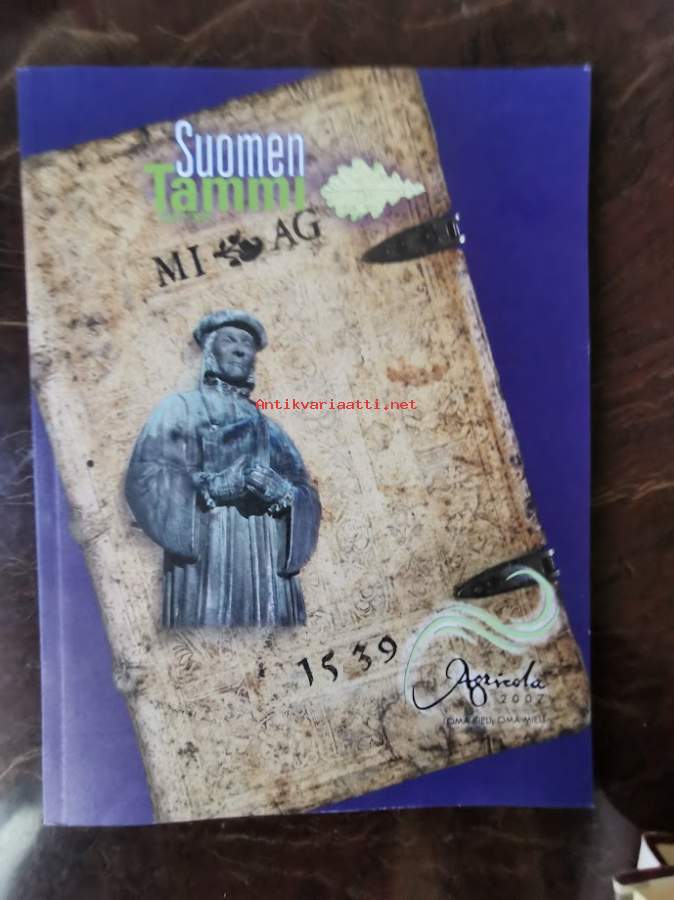 Suomen
Tammi
MI AG
Antikvariaatti.net
1539
Agricola
2007
OMA KIELI, OMA MIELI